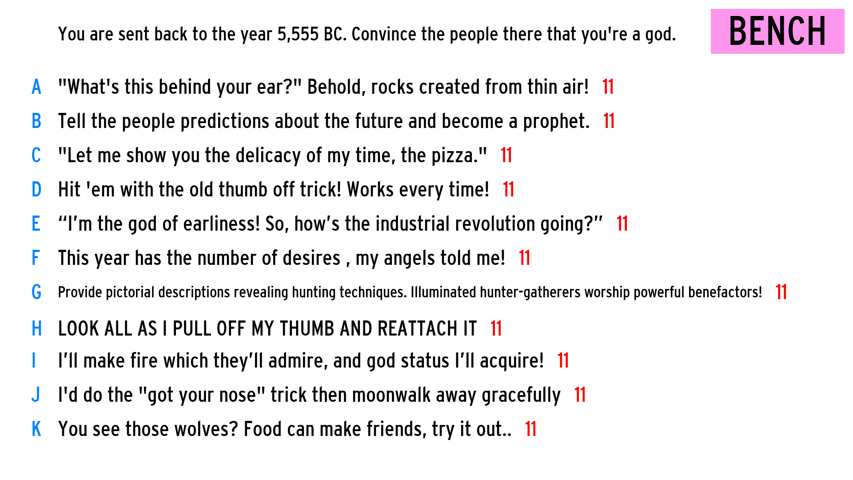 You are sent back to the year 5,555 BC. Convince the people there that you're a god.
BENCH
A "What's this behind your ear?" Behold, rocks created from thin air! 11
B Tell the people predictions about the future and become a prophet. 11
C "Let me show you the delicacy of my time, the pizza." 11
D Hit 'em with the old thumb off trick! Works every time! 11
E “I’m the god of earliness! So, how’s the industrial revolution going?” 11
F This year has the number of desires , my angels told me! 11
G Provide pictorial descriptions revealing hunting techniques. Illuminated hunter-gatherers worship powerful benefactors! 11
H LOOK ALL AS I PULL OFF MY THUMB AND REATTACH IT 11
I I’ll make fire which they’ll admire, and god status I’ll acquire! 11
J I'd do the "got your nose" trick then moonwalk away gracefully 11
K You see those wolves? Food can make friends, try it out.. 11